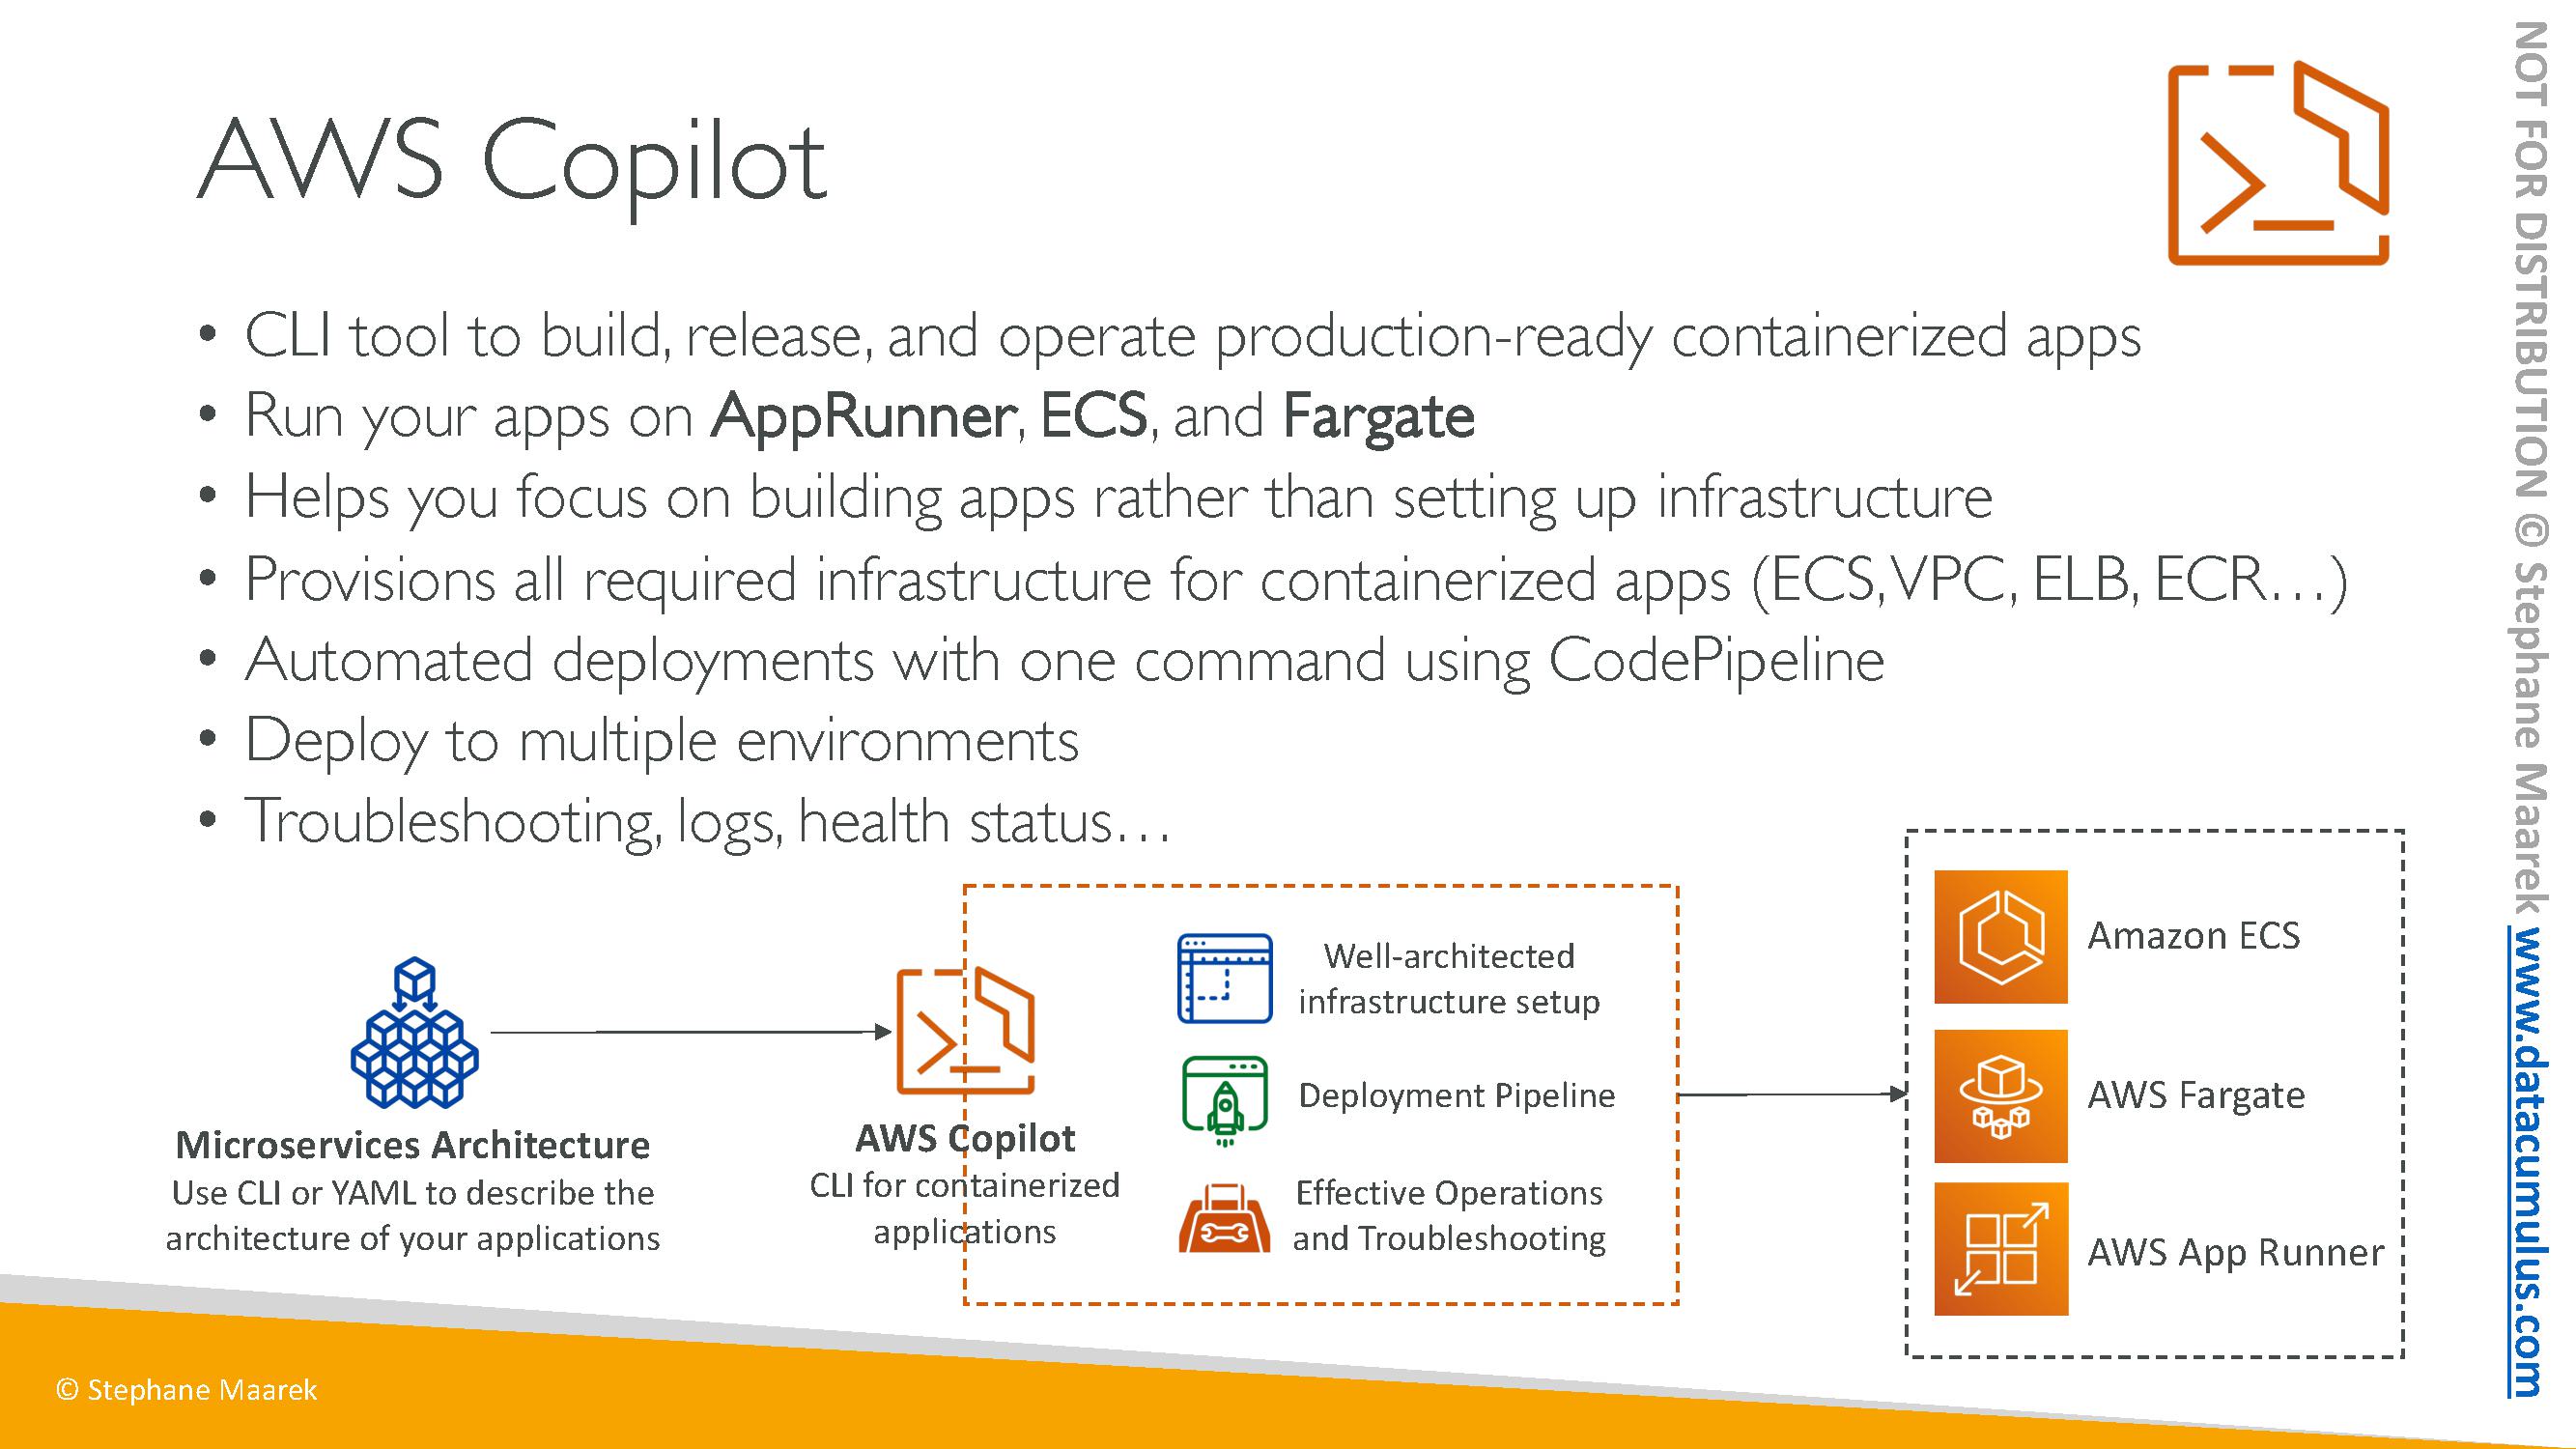 AWS Copilot
• CLI tool to build, release, and operate production-ready containerized apps
• Run your apps on AppRunner, ECS, and Fargate
• Helps you focus on building apps rather than setting up infrastructure
• Provisions all required infrastructure for containerized apps (ECS, VPC, ELB, ECR…)
• Automated deployments with one command using CodePipeline
• Deploy to multiple environments
• Troubleshooting, logs, health status…
Microservices Architecture
Use CLI or YAML to describe the
architecture of your applications
AWS Copilot
CLI for containerized
applications
Well-architected
infrastructure setup
Deployment Pipeline
Effective Operations
and Troubleshooting
Amazon ECS
AWS Fargate
AWS App Runner
© Stephane Maarek
NOT FOR DISTRIBUTION © Stephane Maarek www.datacumulus.com